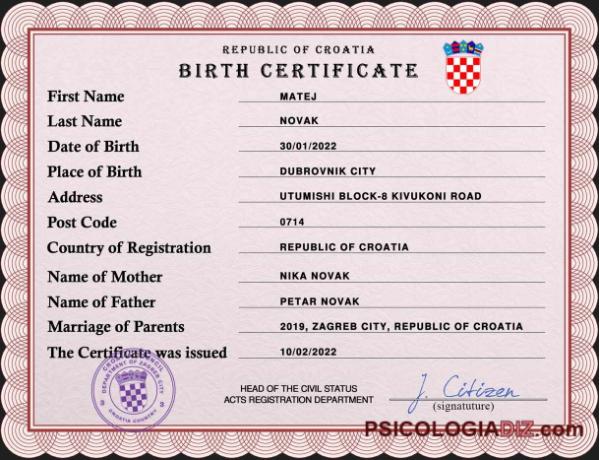 REPUBLIC OF CROATIA
BIRTH CERTIFICATE
First Name MATEJ
Last Name NOVAK
Date of Birth 30/01/2022
Place of Birth DUBROVNIK CITY
Address UTUMISHI BLOCK-8 KIVUKONI ROAD
Post Code 0714
Country of Registration REPUBLIC OF CROATIA
Name of Mother NIKA NOVAK
Name of Father PETAR NOVAK
Marriage of Parents 2019, ZAGREB CITY, REPUBLIC OF CROATIA
The Certificate was issued 10/02/2022
DEPARTMENT OF ZAGREB CITY
3 3
CROATIA COUNTRY
HEAD OF THE CIVIL STATUS
ACTS REGISTRATION DEPARTMENT
J. Citizen
(signatuture)
PSICOLOGIADIZ.com